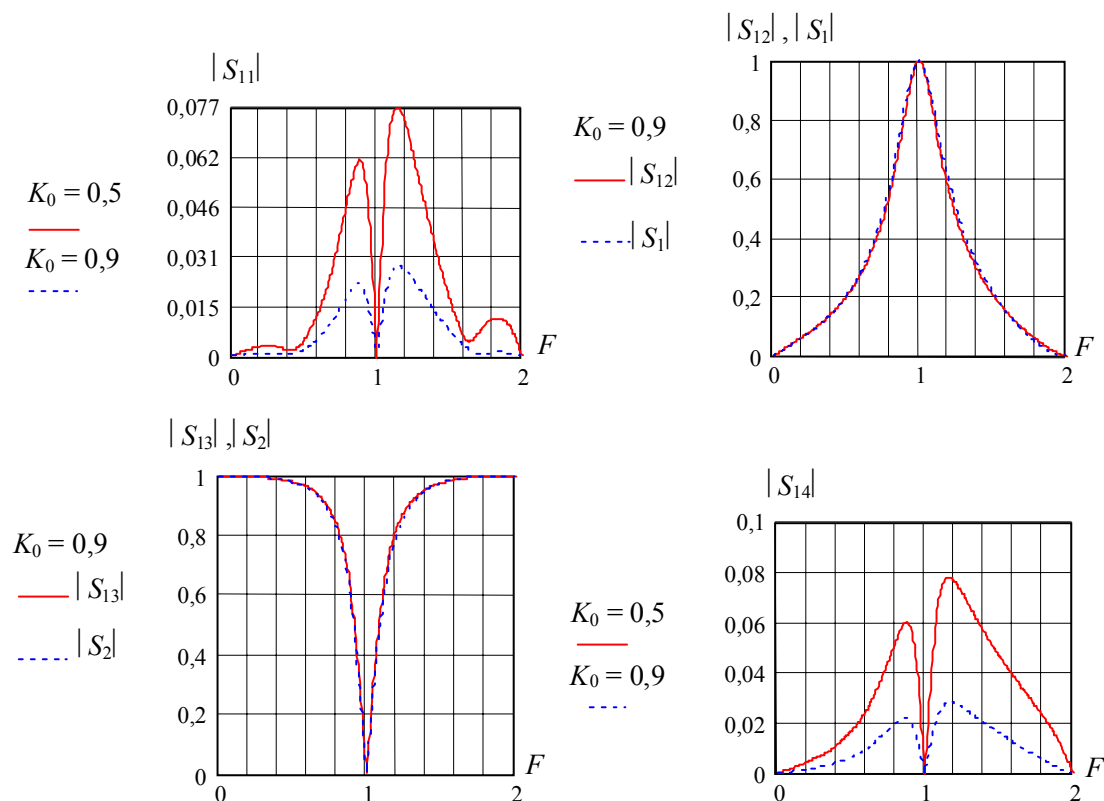 |S₁₁|
0,077
0,062
0,046
0,031
0,015
0
0 1 2
F
K₀ = 0,5
K₀ = 0,9
|S₁₂| , |S₁|
1
0.8
0,6
0,4
0,2
0
0 1 2
F
K₀ = 0,9
|S₁₂|
|S₁|
|S₁₃| ,|S₂|
1
0,8
0,6
0,4
0,2
0
0 1 2
F
K₀ = 0,9
|S₁₃|
|S₂|
|S₁₄|
0,1
0,08
0,06
0,04
0,02
0
0 1 2
F
K₀ = 0,5
K₀ = 0,9